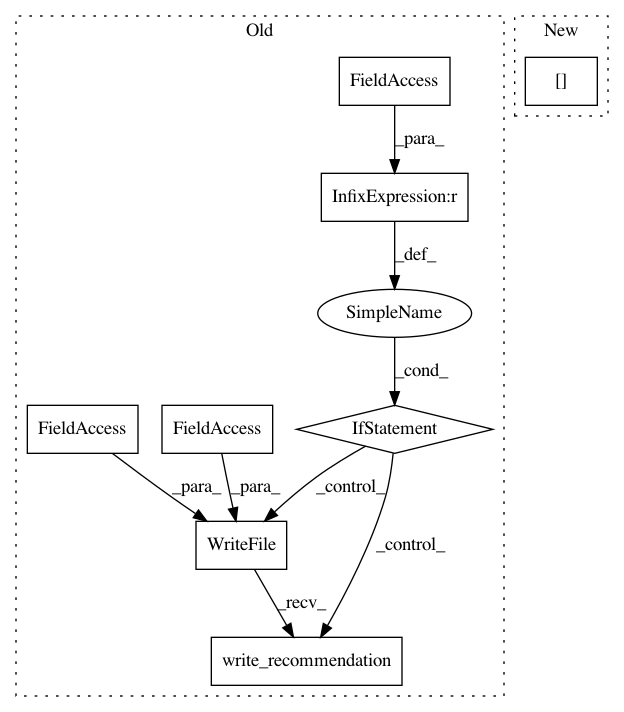 Old
New
FieldAccess
[]
_para_
InfixExpression:r
_def_
SimpleName
_cond_
FieldAccess
FieldAccess
IfStatement
_para_
_para_
_control_
WriteFile
_control_
_recv_
write_recommendation